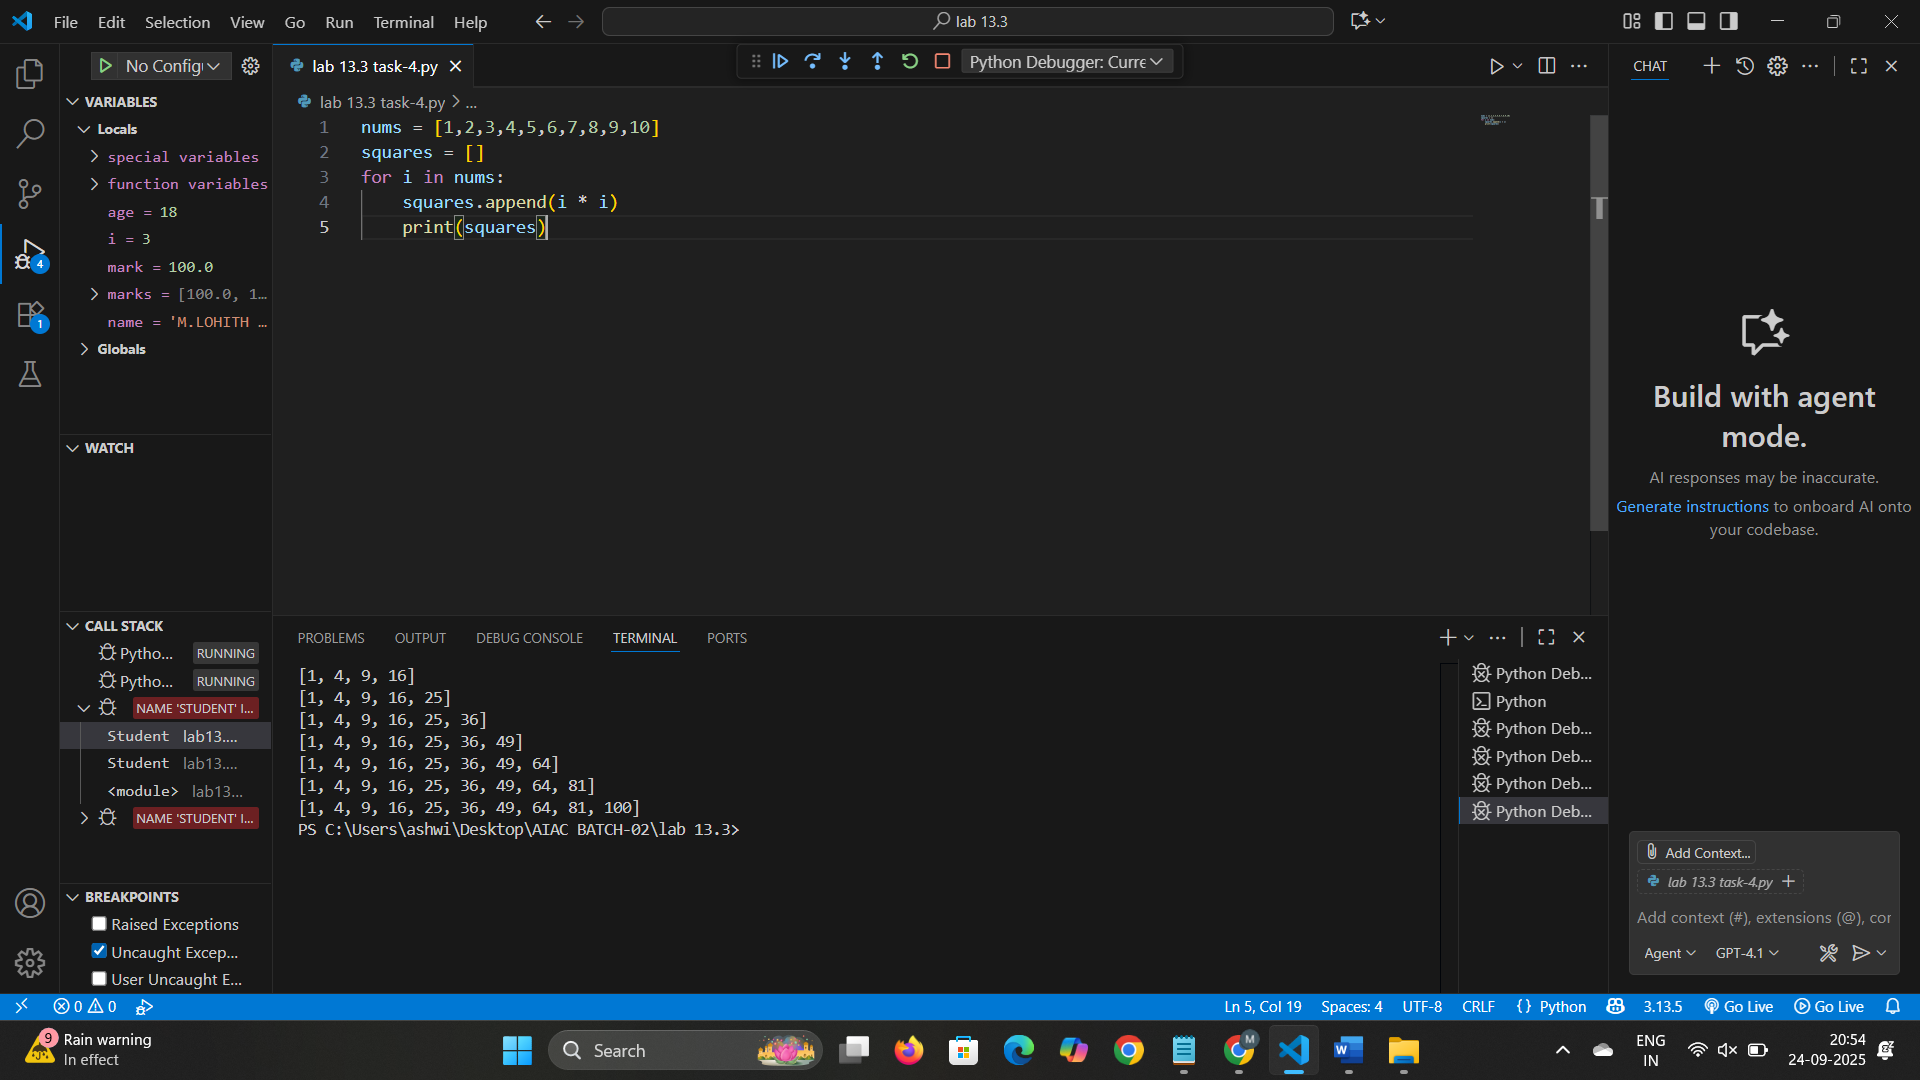 File Edit Selection View Go Run Terminal Help
lab 13.3
No Config
lab 13.3 task-4.py
Python Debugger: Curre
CHAT
VARIABLES
Locals
special variables
function variables
age = 18
i = 3
mark = 100.0
marks = [100.0, 1...
name = 'M.LOHITH ...
Globals
WATCH
CALL STACK
Pytho... RUNNING
Pytho... RUNNING
NAME 'STUDENT' I...
Student lab13....
Student lab13....
<module> lab13...
NAME 'STUDENT' I...
BREAKPOINTS
Raised Exceptions
Uncaught Excep...
User Uncaught E...
lab 13.3 task-4.py > ...
1 nums = [1,2,3,4,5,6,7,8,9,10]
2 squares = []
3 for i in nums:
4 squares.append(i * i)
5 print(squares)
PROBLEMS OUTPUT DEBUG CONSOLE TERMINAL PORTS
[1, 4, 9, 16]
[1, 4, 9, 16, 25]
[1, 4, 9, 16, 25, 36]
[1, 4, 9, 16, 25, 36, 49]
[1, 4, 9, 16, 25, 36, 49, 64]
[1, 4, 9, 16, 25, 36, 49, 64, 81]
[1, 4, 9, 16, 25, 36, 49, 64, 81, 100]
PS C:\Users\ashwi\Desktop\AIAC BATCH-02\lab 13.3>
Python Deb...
Python
Python Deb...
Python Deb...
Python Deb...
Python Deb...
Build with agent
mode.
AI responses may be inaccurate.
Generate instructions to onboard AI onto
your codebase.
Add Context...
lab 13.3 task-4.py
Add context (#), extensions (@), cor
Agent GPT-4.1
4
1
0 0
Ln 5, Col 19 Spaces: 4 UTF-8 CRLF {} Python 3.13.5 Go Live Go Live
9
Rain warning
In effect
Search
M
ENG
IN
20:54
24-09-2025